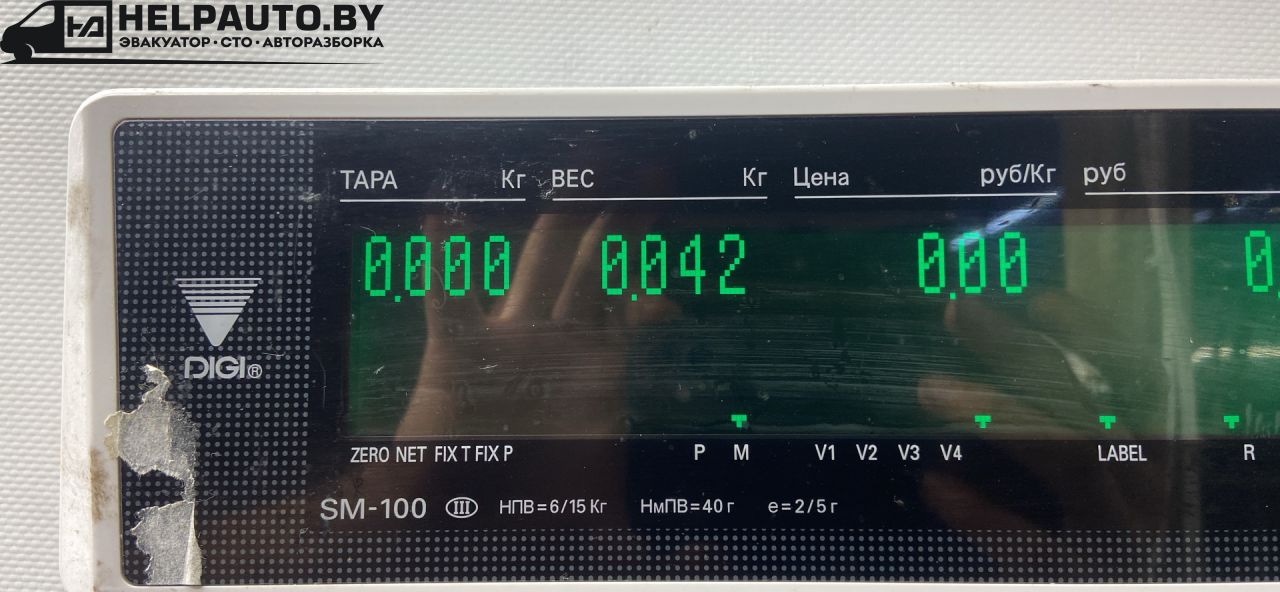 HELPAUTO.BY
ЭВАКУАТОР · СТО · АВТОРАЗБОРКА
ТАРА Кг ВЕС Кг Цена руб/Кг руб
0.000 0.042 0.00 0.
DIGI®
ZERO NET FIX T FIX P P M V1 V2 V3 V4 LABEL R
SM-100 III НПВ=6/15 Кг НмПВ=40 г e=2/5 г